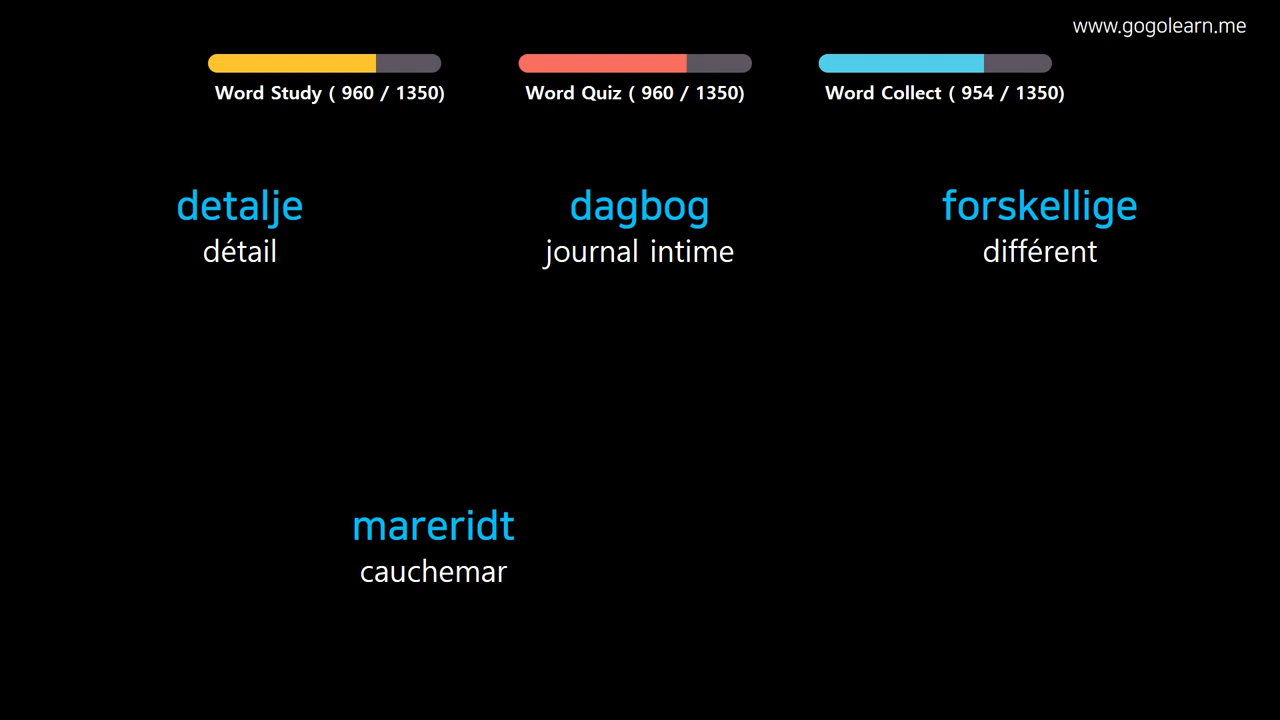 www.gogolearn.me
Word Study ( 960 / 1350)
Word Quiz ( 960 / 1350)
Word Collect ( 954 / 1350)
detalje
détail
dagbog
journal intime
forskellige
différent
mareridt
cauchemar